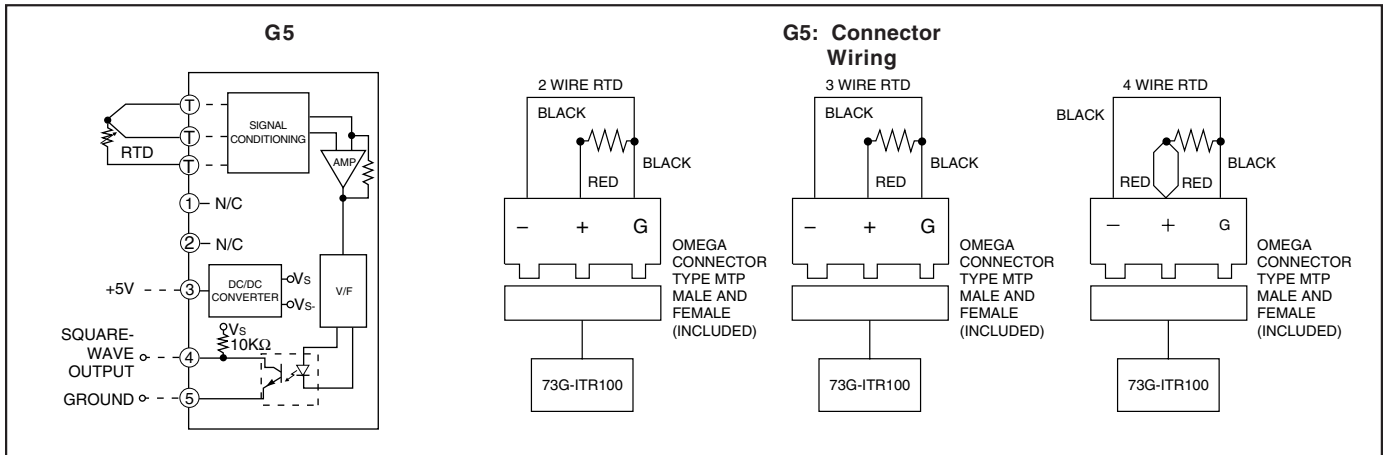 G5
T
T
T
RTD
SIGNAL
CONDITIONING
AMP
1
N/C
2
N/C
+5V
3
DC/DC
CONVERTER
VS
VS-
V/F
VS
10KΩ
SQUARE-
WAVE
OUTPUT
4
GROUND
5
G5: Connector
Wiring
2 WIRE RTD
BLACK
BLACK
RED
– + G
OMEGA
CONNECTOR
TYPE MTP
MALE AND
FEMALE
(INCLUDED)
73G-ITR100
3 WIRE RTD
BLACK
BLACK
RED
– + G
OMEGA
CONNECTOR
TYPE MTP
MALE AND
FEMALE
(INCLUDED)
73G-ITR100
4 WIRE RTD
BLACK
BLACK
RED RED
– + G
OMEGA
CONNECTOR
TYPE MTP
MALE AND
FEMALE
(INCLUDED)
73G-ITR100